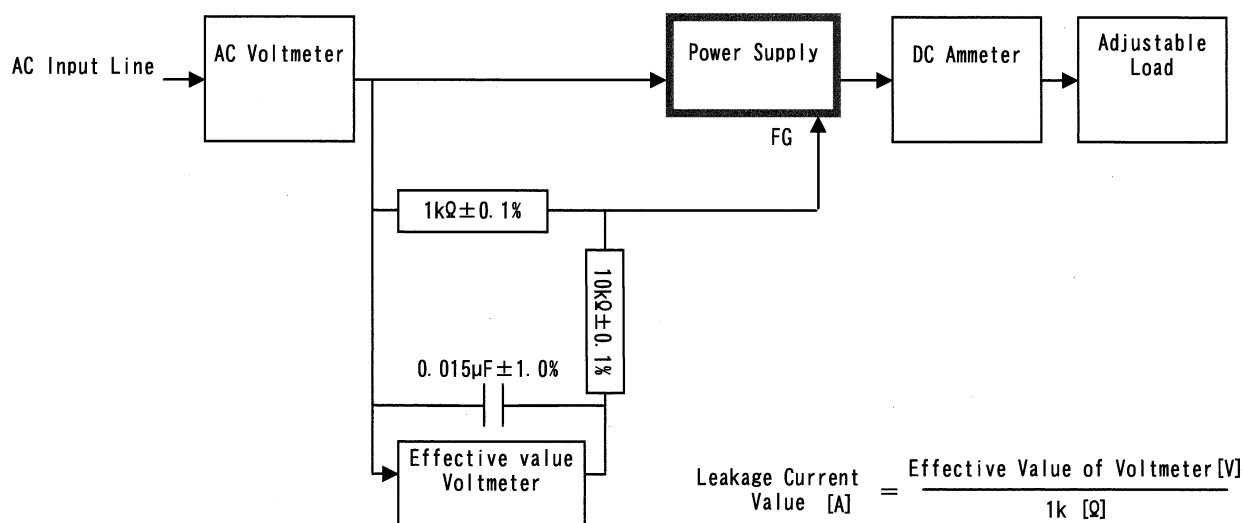 AC Input Line
AC Voltmeter
Power Supply
DC Ammeter
Adjustable
Load
FG
1kΩ±0.1%
10kΩ±0.1%
0.015μF±1.0%
Effective value
Voltmeter
Leakage Current
Value [A]
=
Effective Value of Voltmeter[V]
1k [Ω]